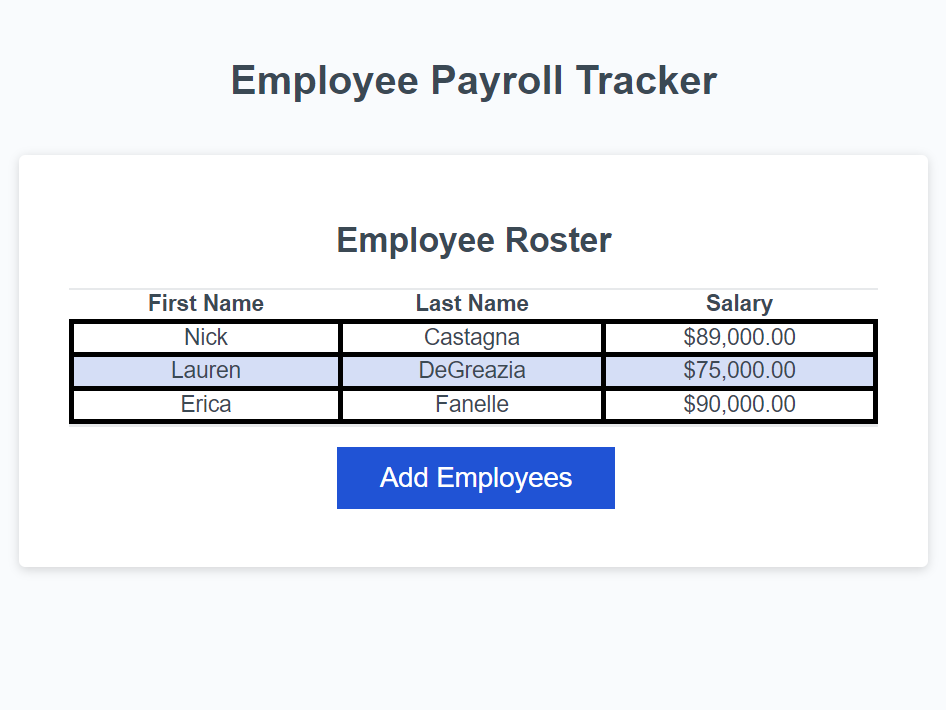 Employee Payroll Tracker
Employee Roster
First Name Last Name Salary
Nick Castagna $89,000.00
Lauren DeGreazia $75,000.00
Erica Fanelle $90,000.00
Add Employees